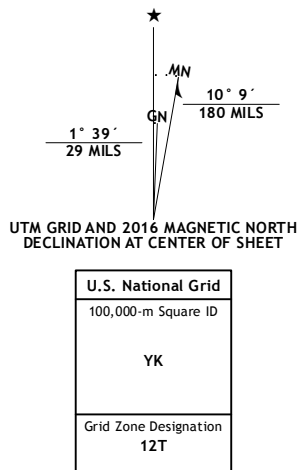 ★
MN
GN
10° 9´
180 MILS
1° 39´
29 MILS
UTM GRID AND 2016 MAGNETIC NORTH
DECLINATION AT CENTER OF SHEET
U.S. National Grid
100,000-m Square ID
YK
Grid Zone Designation
12T